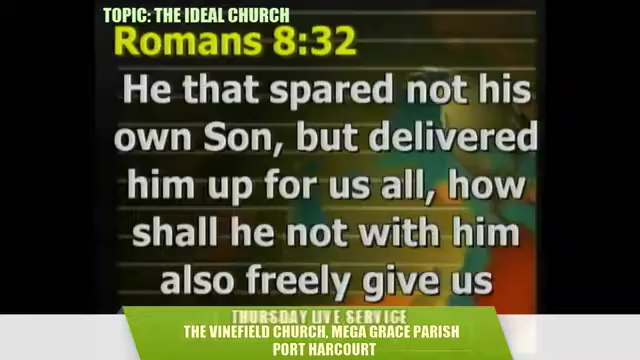 TOPIC: THE IDEAL CHURCH
Romans 8:32
He that spared not his
own Son, but delivered
him up for us all, how
shall he not with him
also freely give us
THURSDAY LIVE SERVICE
THE VINEFIELD CHURCH, MEGA GRACE PARISH
PORT HARCOURT